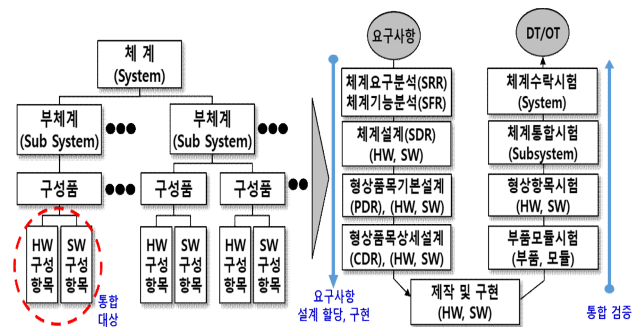 체 계
(System)
부체계
(Sub System)
부체계
(Sub System)
구성품
구성품
구성품
HW
구성
항목
SW
구성
항목
HW
구성
항목
SW
구성
항목
HW
구성
항목
SW
구성
항목
통합
대상
요구사항
체계요구분석(SRR)
체계기능분석(SFR)
체계설계(SDR)
(HW, SW)
형상품목기본설계
(PDR), (HW, SW)
형상품목상세설계
(CDR), (HW, SW)
요구사항
설계 할당, 구현
제작 및 구현
(HW, SW)
DT/OT
체계수락시험
(System)
체계통합시험
(Subsystem)
형상항목시험
(HW, SW)
부품모듈시험
(부품, 모듈)
통합 검증